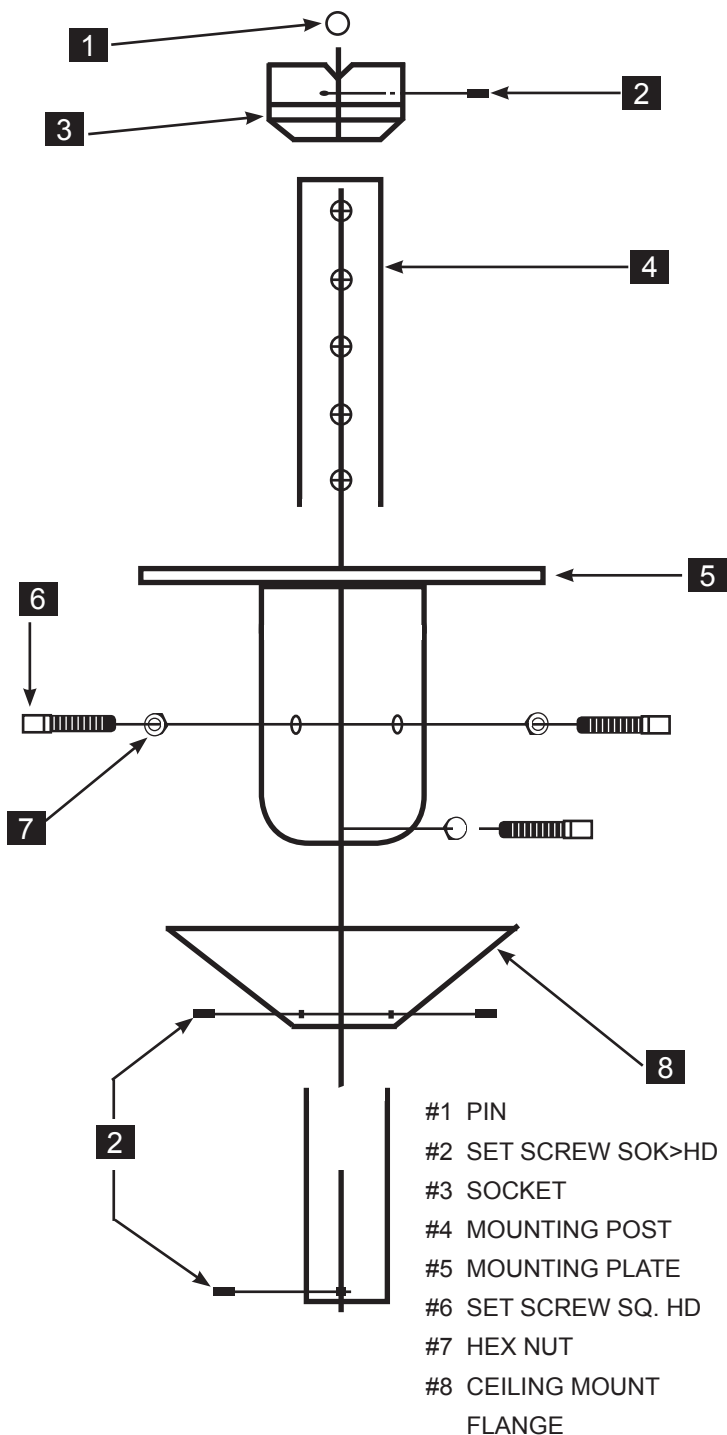 1
2
3
4
5
6
7
8
2
#1 PIN
#2 SET SCREW SOK>HD
#3 SOCKET
#4 MOUNTING POST
#5 MOUNTING PLATE
#6 SET SCREW SQ. HD
#7 HEX NUT
#8 CEILING MOUNT
FLANGE